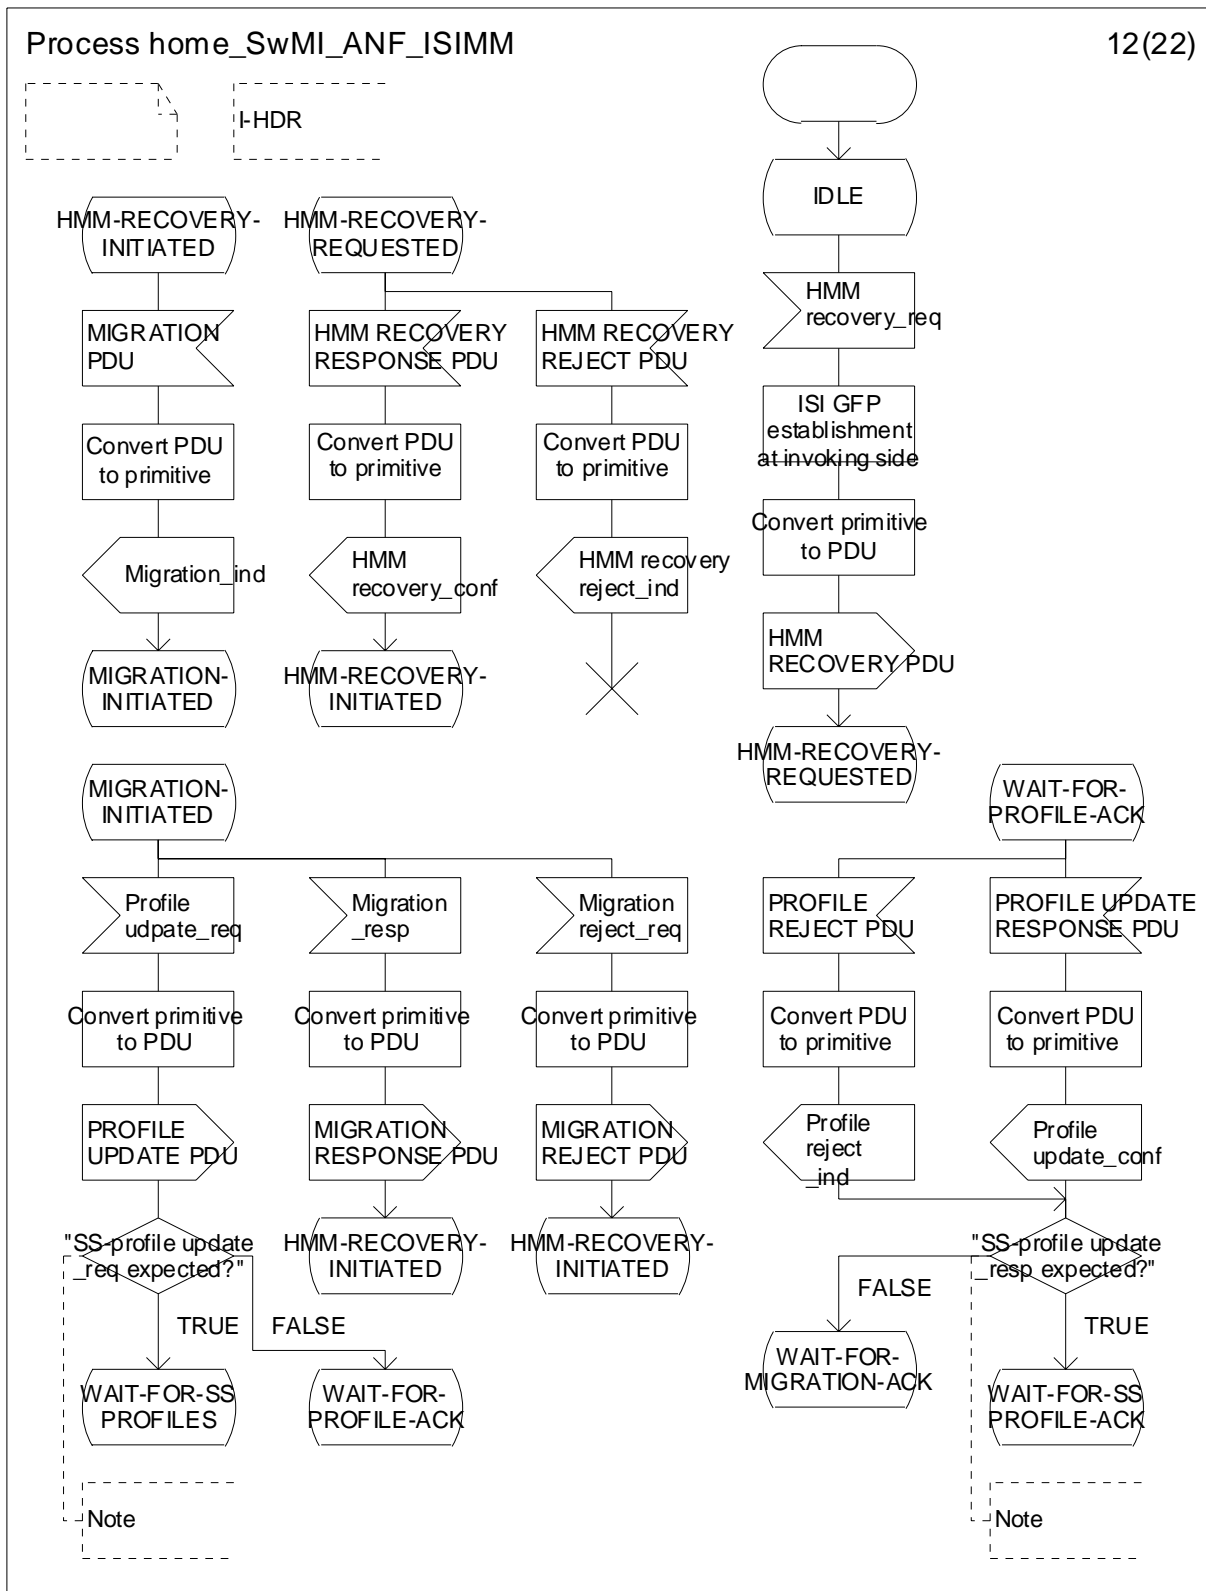 Process home_SwMI_ANF_ISIMM
12(22)
I-HDR
IDLE
HMM-RECOVERY-
INITIATED
HMM-RECOVERY-
REQUESTED
HMM
recovery_req
MIGRATION
PDU
HMM RECOVERY
RESPONSE PDU
HMM RECOVERY
REJECT PDU
ISI GFP
establishment
at invoking side
Convert PDU
to primitive
Convert PDU
to primitive
Convert PDU
to primitive
Convert primitive
to PDU
Migration_ind
HMM
recovery_conf
HMM recovery
reject_ind
HMM
RECOVERY PDU
MIGRATION-
INITIATED
HMM-RECOVERY-
INITIATED
HMM-RECOVERY-
REQUESTED
MIGRATION-
INITIATED
WAIT-FOR-
PROFILE-ACK
Profile
udpate_req
Migration
_resp
Migration
reject_req
PROFILE
REJECT PDU
PROFILE UPDATE
RESPONSE PDU
Convert primitive
to PDU
Convert primitive
to PDU
Convert primitive
to PDU
Convert PDU
to primitive
Convert PDU
to primitive
PROFILE
UPDATE PDU
MIGRATION
RESPONSE PDU
MIGRATION
REJECT PDU
Profile
reject
_ind
Profile
update_conf
"SS-profile update
_req expected?"
HMM-RECOVERY-
INITIATED
HMM-RECOVERY-
INITIATED
"SS-profile update
_resp expected?"
TRUE
FALSE
FALSE
TRUE
WAIT-FOR-SS
PROFILES
WAIT-FOR-
PROFILE-ACK
WAIT-FOR-
MIGRATION-ACK
WAIT-FOR-SS
PROFILE-ACK
Note
Note